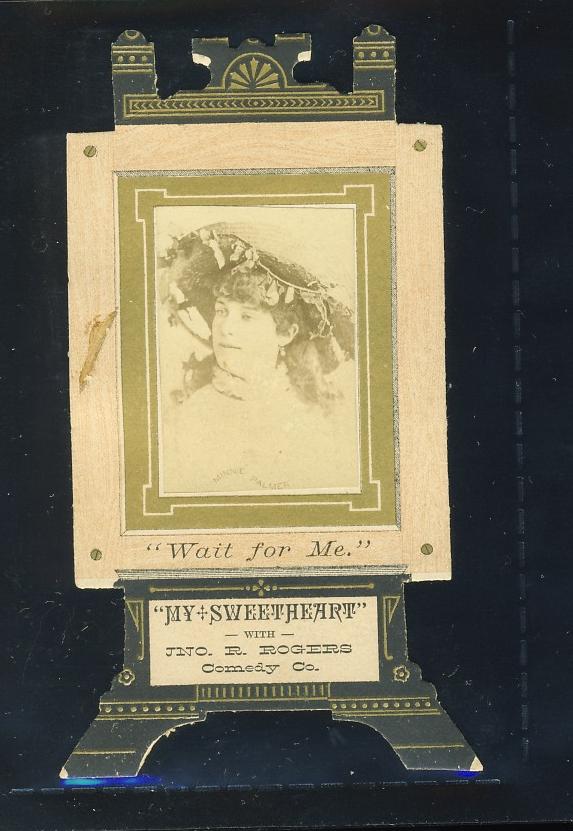 MINNIE PALMER
"Wait for Me."
"MY SWEETHEART"
— WITH —
JNO. R. ROGERS
Comedy Co.